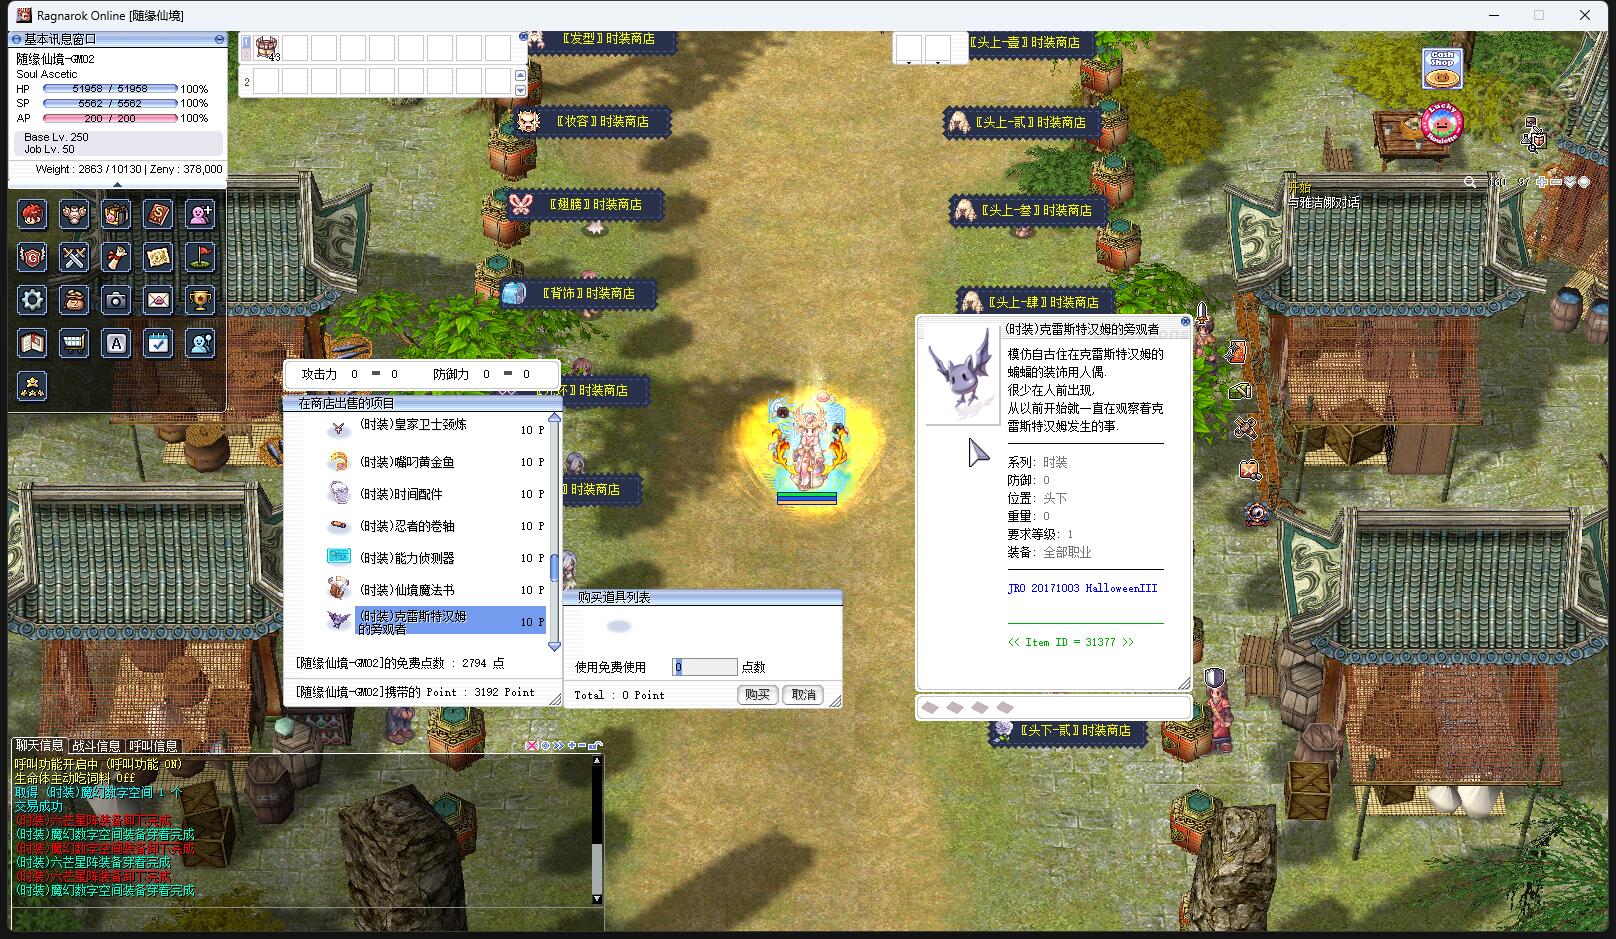 Ragnarok Online [随缘仙境]
基本讯息窗口
随缘仙境-GM02
Soul Ascetic
HP 51958 / 51958 100%
SP 5562 / 5562 100%
AP 200 / 200 100%
Base Lv. 250
Job Lv. 50
Weight : 2863 / 10130 | Zeny : 378,000
1
43
2
〖发型〗时装商店
〖妆容〗时装商店
〖翅膀〗时装商店
〖背饰〗时装商店
时装商店
〗时装商店
〖头上-壹〗时装商店
〖头上-贰〗时装商店
〖头上-叁〗时装商店
〖头上-肆〗时装商店
〖头下-贰〗时装商店
Cash Shop
Lucky Roulette
开始
与雅洁娜对话
攻击力 0 = 0 防御力 0 = 0
在商店出售的项目
(时装)皇家卫士颈炼 10 P
(时装)嘴叼黄金鱼 10 P
(时装)时间配件 10 P
(时装)忍者的卷轴 10 P
(时装)能力侦测器 10 P
(时装)仙境魔法书 10 P
(时装)克雷斯特汉姆
的旁观者 10 P
[随缘仙境-GM02]的免费点数 : 2794 点
[随缘仙境-GM02]携带的 Point : 3192 Point
购买道具列表
使用免费使用 0 点数
Total : 0 Point 购买 取消
(时装)克雷斯特汉姆的旁观者
模仿自古住在克雷斯特汉姆的
蝙蝠的装饰用人偶.
很少在人前出现,
从以前开始就一直在观察着克
雷斯特汉姆发生的事.
系列: 时装
防御: 0
位置: 头下
重量: 0
要求等级: 1
装备: 全部职业
JRO 20171003 HalloweenIII
<< Item ID = 31377 >>
聊天信息 战斗信息 呼叫信息
呼叫功能开启中 (呼叫功能 ON)
生命体主动吃饲料 Off
取得 (时装)魔幻数字空间 1 个
交易成功
(时装)六芒星阵装备卸下完成
(时装)魔幻数字空间装备穿着完成
(时装)魔幻数字空间装备卸下完成
(时装)六芒星阵装备穿着完成
(时装)六芒星阵装备卸下完成
(时装)魔幻数字空间装备穿着完成